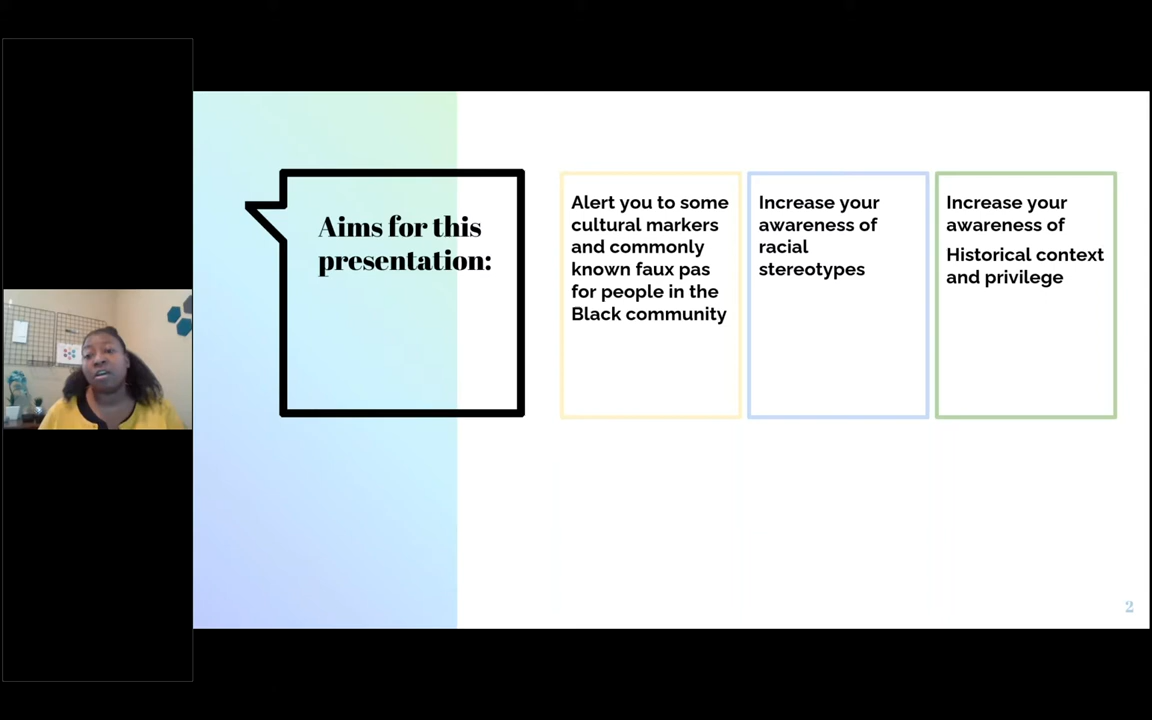 Aims for this
presentation:
Alert you to some
cultural markers
and commonly
known faux pas
for people in the
Black community
Increase your
awareness of
racial
stereotypes
Increase your
awareness of
Historical context
and privilege
2